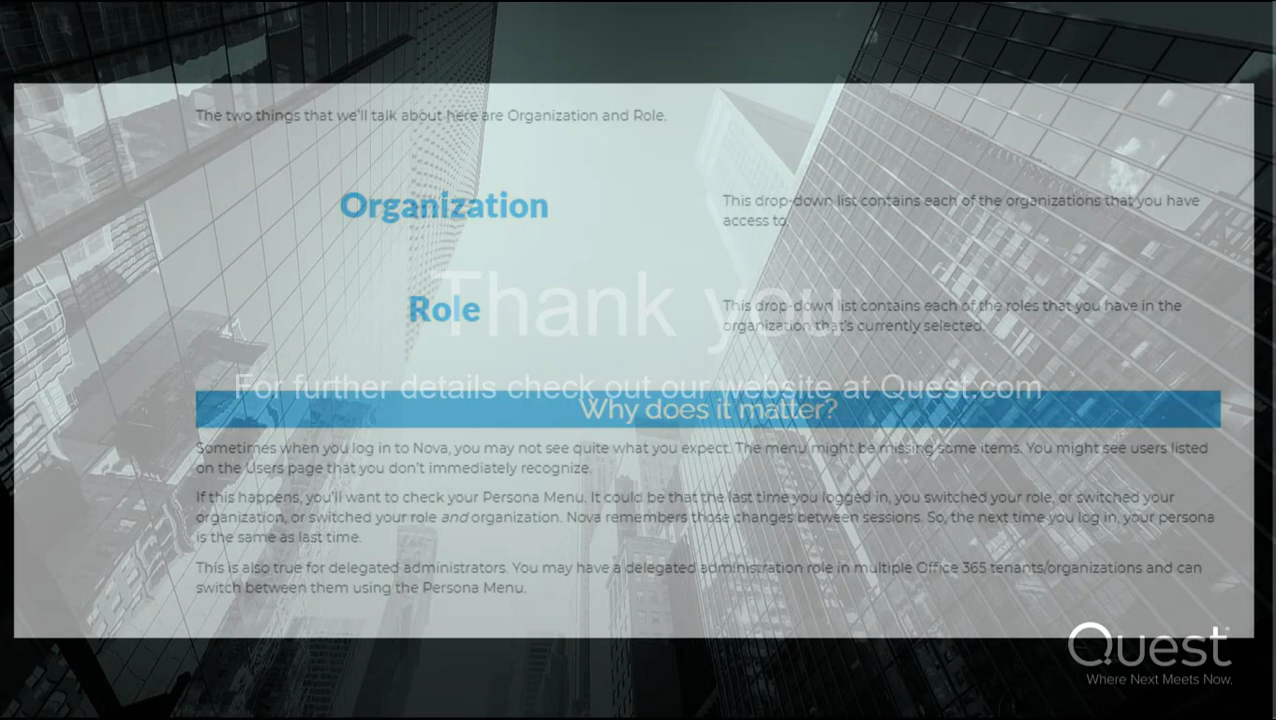 The two things that we'll talk about here are Organization and Role.
Organization
This drop-down list contains each of the organizations that you have
access to.
Role
This drop-down list contains each of the roles that you have in the
organization that's currently selected.
Thank you
For further details check out our website at Quest.com
Why does it matter?
Sometimes when you log in to Nova, you may not see quite what you expect. The menu might be missing some items. You might see users listed
on the Users page that you don't immediately recognize.
If this happens, you'll want to check your Persona Menu. It could be that the last time you logged in, you switched your role, or switched your
organization, or switched your role and organization. Nova remembers those changes between sessions. So, the next time you log in, your persona
is the same as last time.
This is also true for delegated administrators. You may have a delegated administration role in multiple Office 365 tenants/organizations and can
switch between them using the Persona Menu.
Quest
Where Next Meets Now.